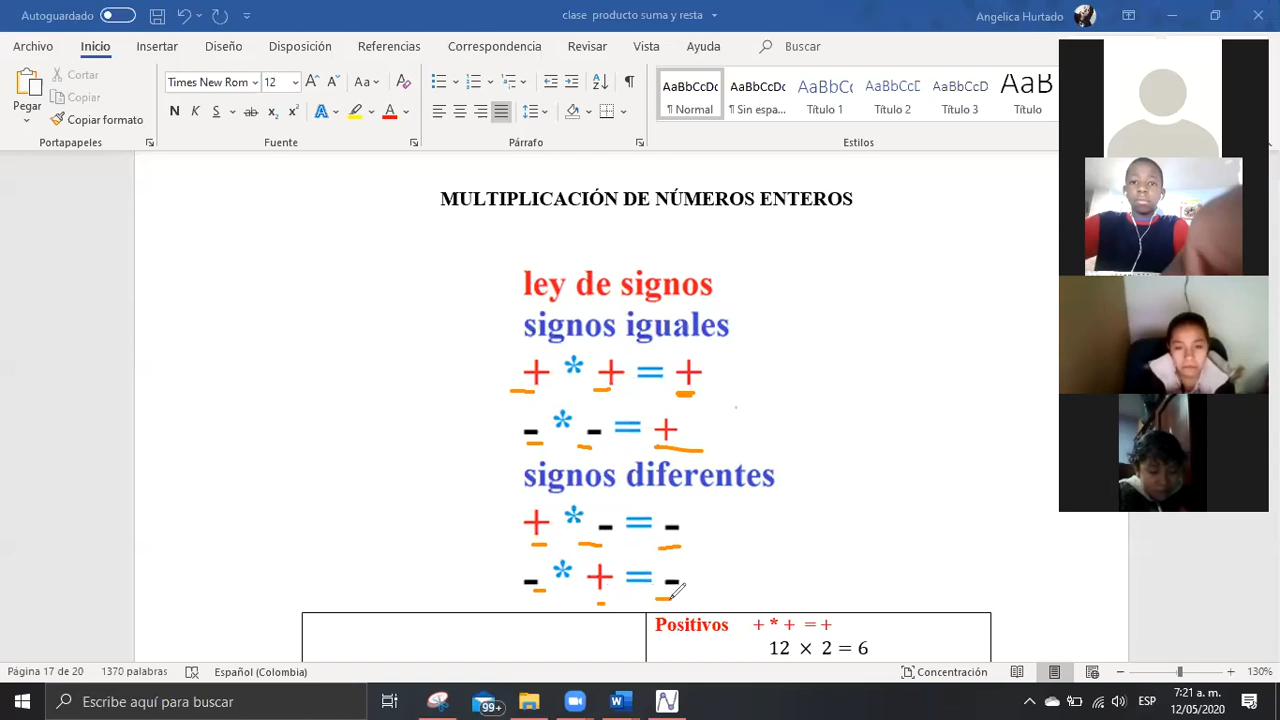 Autoguardado
clase producto suma y resta
Angelica Hurtado
Archivo Inicio Insertar Diseño Disposición Referencias Correspondencia Revisar Vista Ayuda Buscar
Pegar
Cortar
Copiar
Copiar formato
Times New Rom 12
Aa
N K S ab x₂ x² A A
AaBbCcDc AaBbCcDc AaBbCc AaBbCcD AaBbCcD AaB
¶ Normal ¶ Sin espa... Título 1 Título 2 Título 3 Título
Portapapeles Fuente Párrafo Estilos
MULTIPLICACIÓN DE NÚMEROS ENTEROS
ley de signos
signos iguales
+ * + = +
- * - = +
signos diferentes
+ * - = -
- * + = -
Positivos + * + = +
12 × 2 = 6
Página 17 de 20 1370 palabras Español (Colombia) Concentración 130%
Escribe aquí para buscar
99+
ESP
7:21 a. m.
12/05/2020